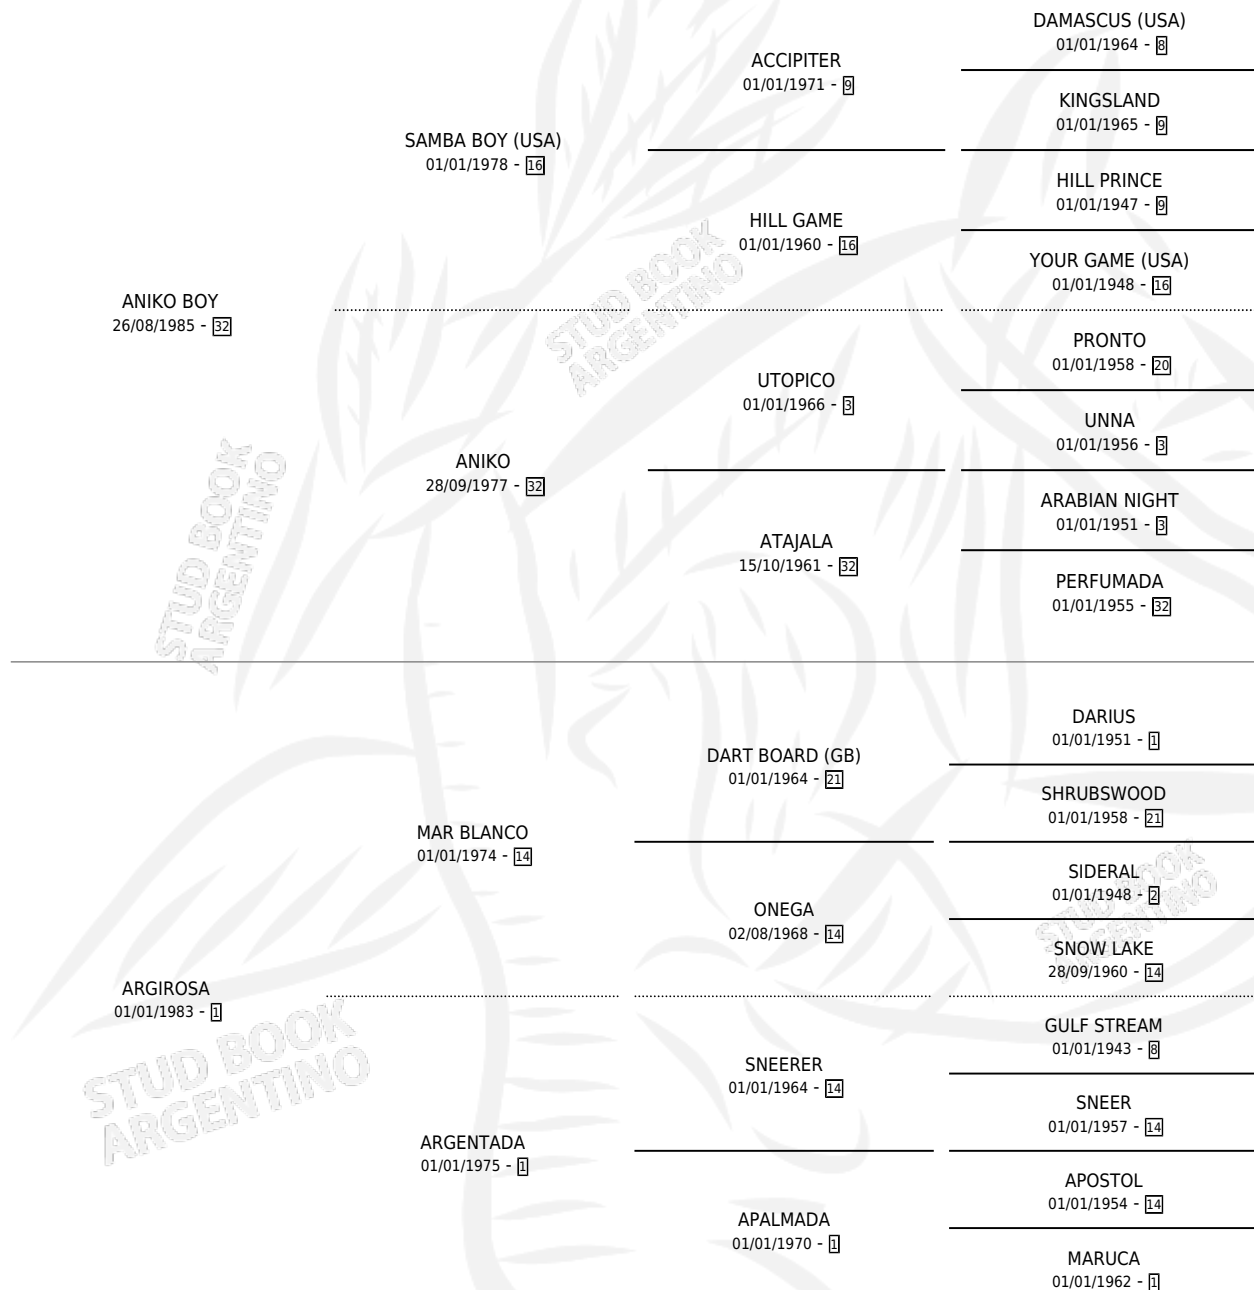 DAMASCUS (USA)
01/01/1964 - 8
ACCIPITER
01/01/1971 - 9
KINGSLAND
01/01/1965 - 9
SAMBA BOY (USA)
01/01/1978 - 16
HILL PRINCE
01/01/1947 - 9
HILL GAME
01/01/1960 - 16
YOUR GAME (USA)
01/01/1948 - 16
ANIKO BOY
26/08/1985 - 32
STUD BOOK
ARGENTINO
PRONTO
01/01/1958 - 20
UTOPICO
01/01/1966 - 3
UNNA
01/01/1956 - 3
ANIKO
28/09/1977 - 32
ARABIAN NIGHT
01/01/1951 - 3
ATAJALA
15/10/1961 - 32
PERFUMADA
01/01/1955 - 32
STUD BOOK
ARGENTINO
DARIUS
01/01/1951 - 1
DART BOARD (GB)
01/01/1964 - 21
SHRUBSWOOD
01/01/1958 - 21
MAR BLANCO
01/01/1974 - 14
SIDERAL
01/01/1948 - 2
ONEGA
02/08/1968 - 14
SNOW LAKE
28/09/1960 - 14
STUD BOOK
ARGENTINO
ARGIROSA
01/01/1983 - 1
STUD BOOK
ARGENTINO
GULF STREAM
01/01/1943 - 8
SNEERER
01/01/1964 - 14
SNEER
01/01/1957 - 14
ARGENTADA
01/01/1975 - 1
APOSTOL
01/01/1954 - 14
APALMADA
01/01/1970 - 1
MARUCA
01/01/1962 - 1